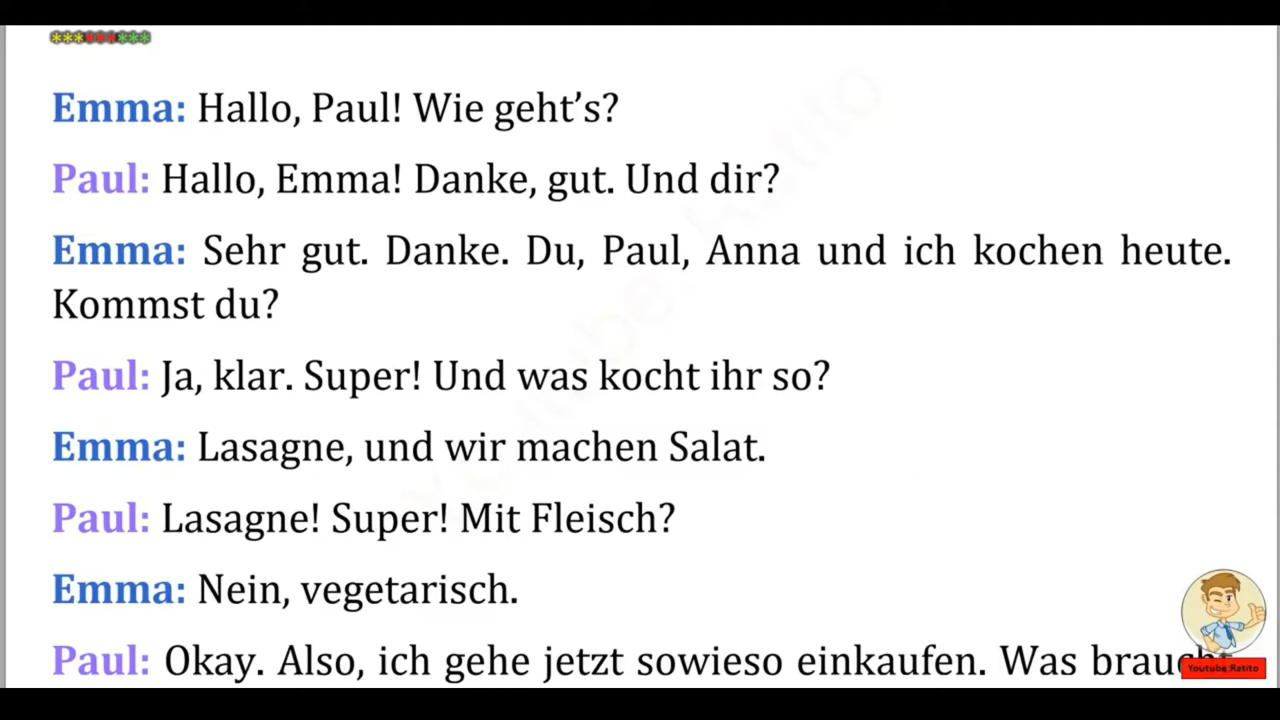 *********
Emma: Hallo, Paul! Wie geht’s?
Paul: Hallo, Emma! Danke, gut. Und dir?
Emma: Sehr gut. Danke. Du, Paul, Anna und ich kochen heute.
Kommst du?
Paul: Ja, klar. Super! Und was kocht ihr so?
Emma: Lasagne, und wir machen Salat.
Paul: Lasagne! Super! Mit Fleisch?
Emma: Nein, vegetarisch.
Paul: Okay. Also, ich gehe jetzt sowieso einkaufen. Was braucht
Youtube:Ratito
Youtube:Ratito